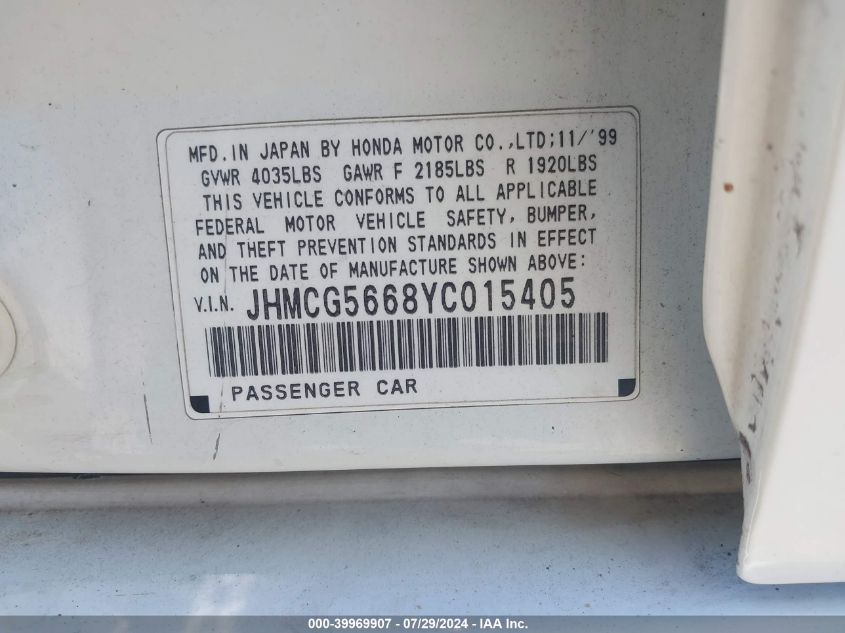 MFD. IN JAPAN BY HONDA MOTOR CO.,LTD;11/'99
GVWR 4035LBS GAWR F 2185LBS R 1920LBS
THIS VEHICLE CONFORMS TO ALL APPLICABLE
FEDERAL MOTOR VEHICLE SAFETY, BUMPER,
AND THEFT PREVENTION STANDARDS IN EFFECT
ON THE DATE OF MANUFACTURE SHOWN ABOVE:
V.I.N. JHMCG5668YC015405
PASSENGER CAR
000-39969907 - 07/29/2024 - IAA Inc.